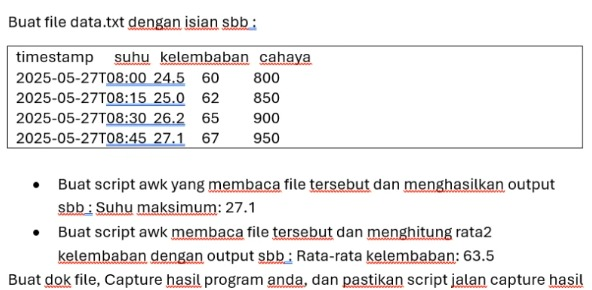 Buat file data.txt dengan isian sbb :
timestamp suhu kelembaban cahaya
2025-05-27T08:00 24.5 60 800
2025-05-27T08:15 25.0 62 850
2025-05-27T08:30 26.2 65 900
2025-05-27T08:45 27.1 67 950
• Buat script awk yang membaca file tersebut dan menghasilkan output
sbb : Suhu maksimum: 27.1
• Buat script awk membaca file tersebut dan menghitung rata2
kelembaban dengan output sbb : Rata-rata kelembaban: 63.5
Buat dok file, Capture hasil program anda, dan pastikan script jalan capture hasil